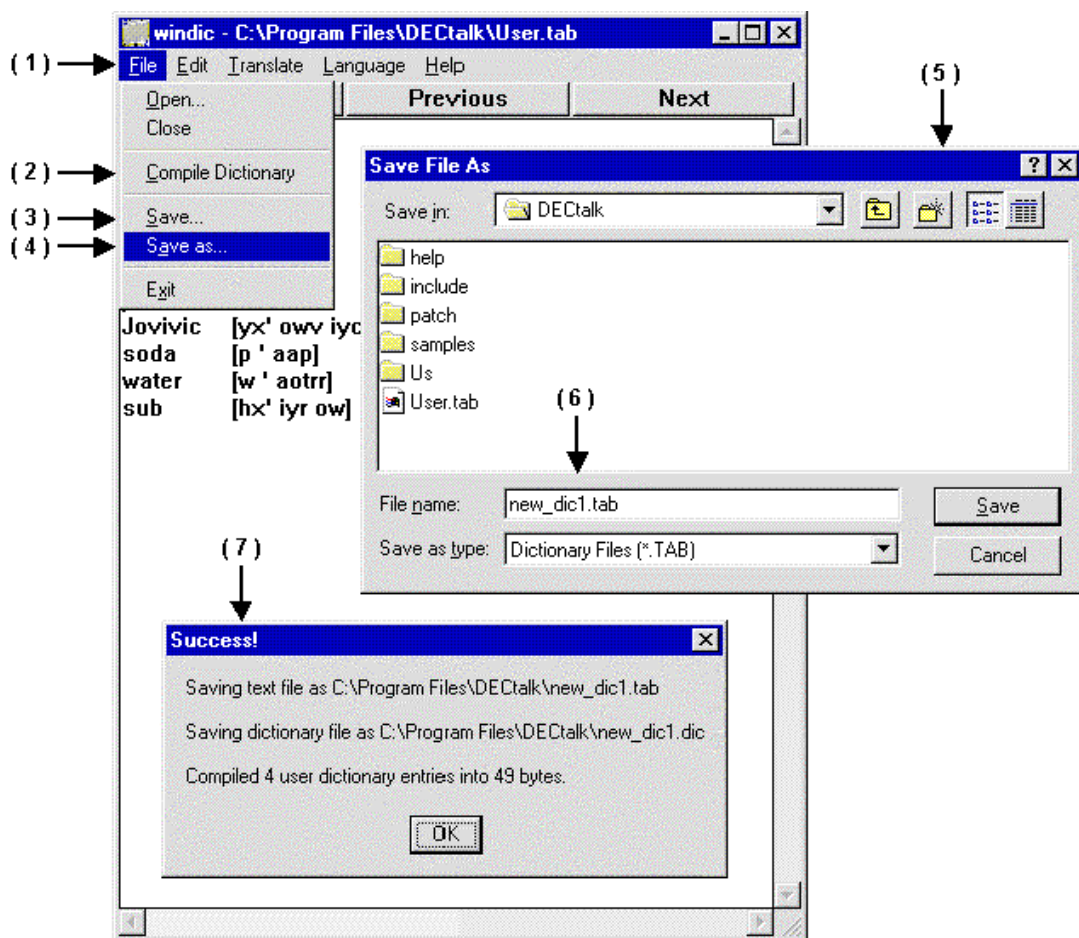 windic - C:\Program Files\DECtalk\User.tab
( 1 )
File Edit Translate Language Help
( 5 )
Open...
Previous
Next
Close
( 2 )
Compile Dictionary
Save File As
( 3 )
Save...
Save in:
DECtalk
( 4 )
Save as...
Exit
help
include
patch
samples
Us
User.tab
Jovivic [yx' owv iyc
soda [p ' aap]
water [w ' aotrr]
sub [hx' iyr ow]
( 6 )
File name:
new_dic1.tab
Save
Save as type:
Dictionary Files (*.TAB)
Cancel
( 7 )
Success!
Saving text file as C:\Program Files\DECtalk\new_dic1.tab
Saving dictionary file as C:\Program Files\DECtalk\new_dic1.dic
Compiled 4 user dictionary entries into 49 bytes.
OK